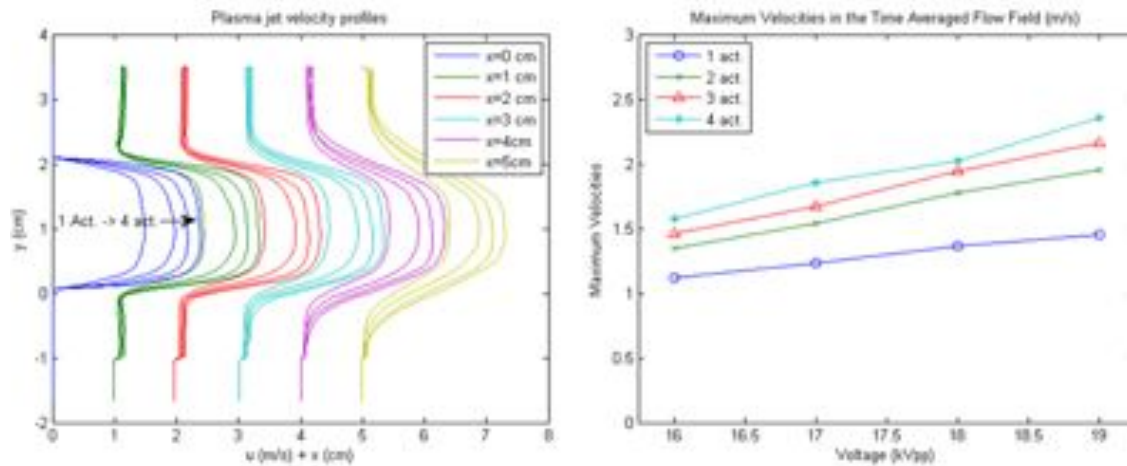 Plasma jet velocity profiles
4
3
2
1
0
-1
-2
y (cm)
x=0 cm
x=1 cm
x=2 cm
x=3 cm
x=4cm
x=5cm
1 Act. -> 4 act.
0 1 2 3 4 5 6 7 8
u (m/s) + x (cm)
Maximum Velocities in the Time Averaged Flow Field (m/s)
3
2.5
2
1.5
1
0.5
0
Maximum Velocities
1 act.
2 act.
3 act.
4 act.
16 16.5 17 17.5 18 18.5 19
Voltage (kVpp)